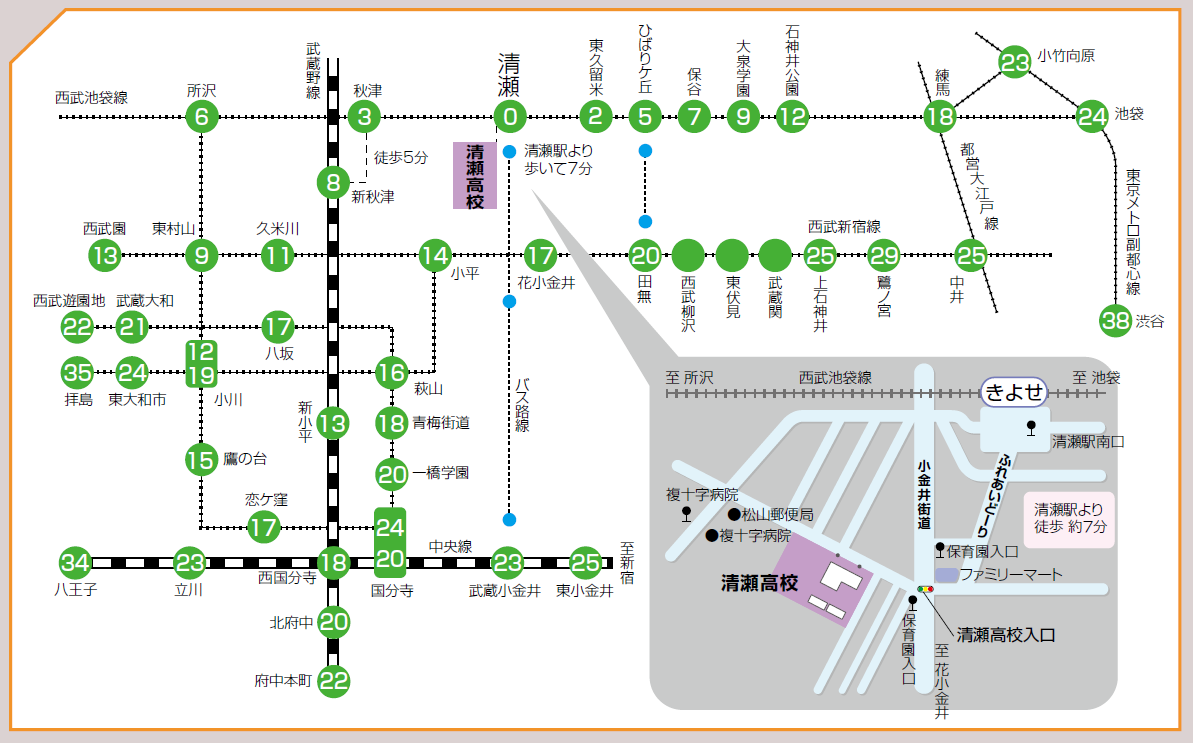 武蔵野線
西武池袋線
所沢
6
秋津
3
清瀬
0
東久留米
2
ひばりケ丘
5
保谷
7
大泉学園
9
石神井公園
12
練馬
18
小竹向原
23
池袋
24
清瀬高校
徒歩5分
清瀬駅より
歩いて7分
8
新秋津
都営大江戸線
東京メトロ副都心線
西武園
13
東村山
9
久米川
11
14
小平
17
花小金井
20
田無
西武柳沢
東伏見
武蔵関
西武新宿線
25
上石神井
29
鷺ノ宮
25
中井
38
渋谷
西武遊園地
22
武蔵大和
21
17
八坂
12
19
小川
35
拝島
24
東大和市
16
萩山
バス路線
新小平
13
18
青梅街道
15
鷹の台
20
一橋学園
恋ケ窪
17
24
20
国分寺
中央線
34
八王子
23
立川
西国分寺
18
23
武蔵小金井
25
東小金井
至新宿
北府中
20
府中本町
22
至 所沢
西武池袋線
きよせ
至 池袋
清瀬駅南口
小金井街道
ふれあいどーり
複十字病院
松山郵便局
複十字病院
清瀬駅より
徒歩 約7分
保育園入口
ファミリーマート
清瀬高校
保育園入口
清瀬高校入口
至 花小金井